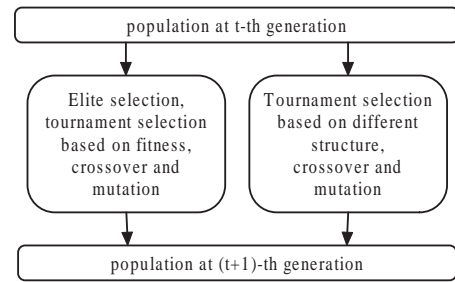 population at t-th generation
Elite selection,
tournament selection
based on fitness,
crossover and
mutation
Tournament selection
based on different
structure,
crossover and
mutation
population at (t+1)-th generation